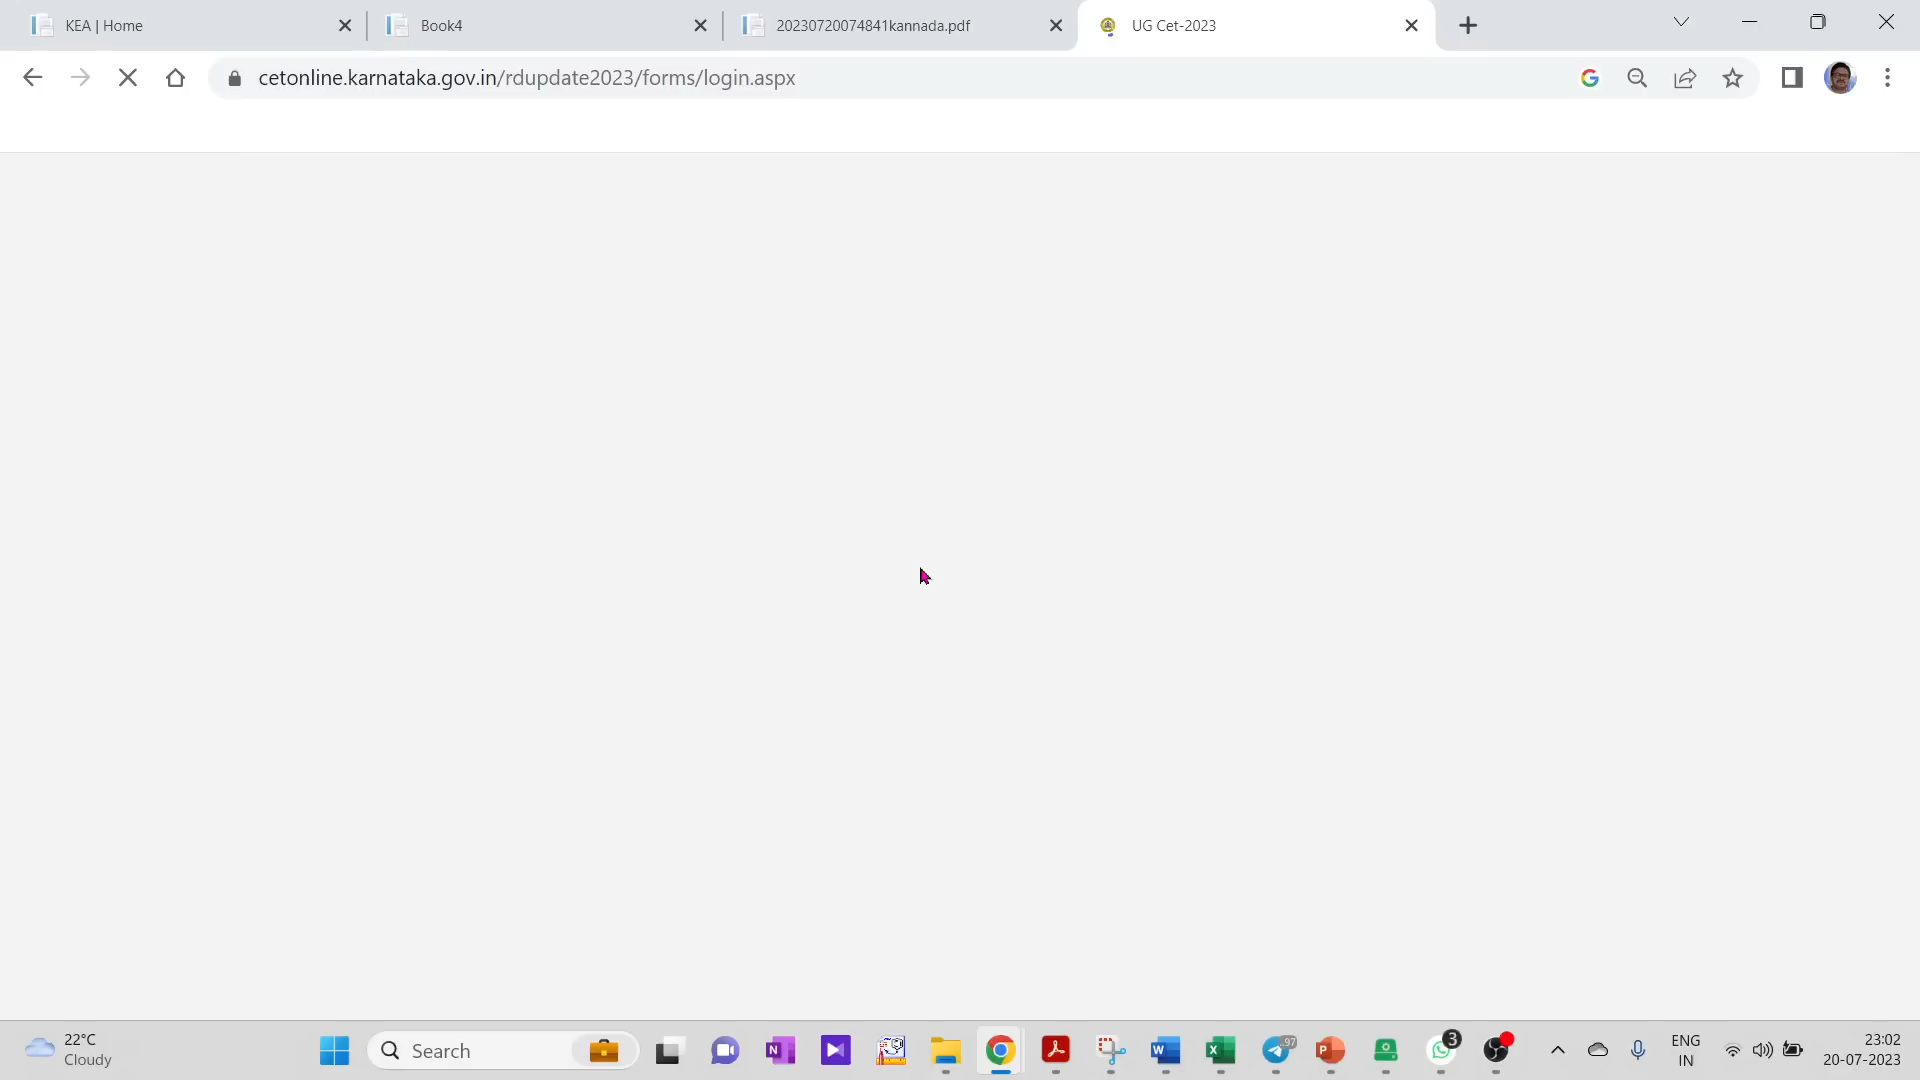 KEA | Home
Book4
20230720074841kannada.pdf
UG Cet-2023
cetonline.karnataka.gov.in/rdupdate2023/forms/login.aspx
22°C
Cloudy
Search
97
3
ENG
IN
23:02
20-07-2023